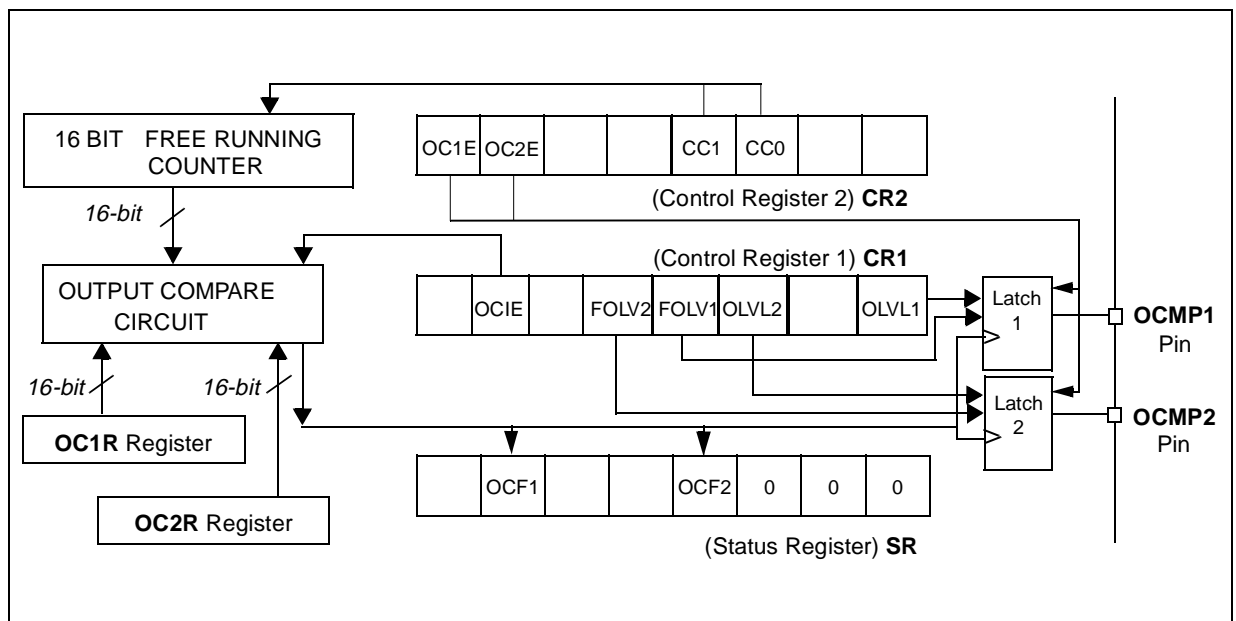 16 BIT FREE RUNNING
COUNTER
OC1E OC2E CC1 CC0
(Control Register 2) CR2
16-bit
(Control Register 1) CR1
OUTPUT COMPARE
CIRCUIT
OCIE FOLV2 FOLV1 OLVL2 OLVL1
Latch
1
OCMP1
Pin
16-bit
16-bit
Latch
2
OCMP2
Pin
OC1R Register
OCF1 OCF2 0 0 0
OC2R Register
(Status Register) SR